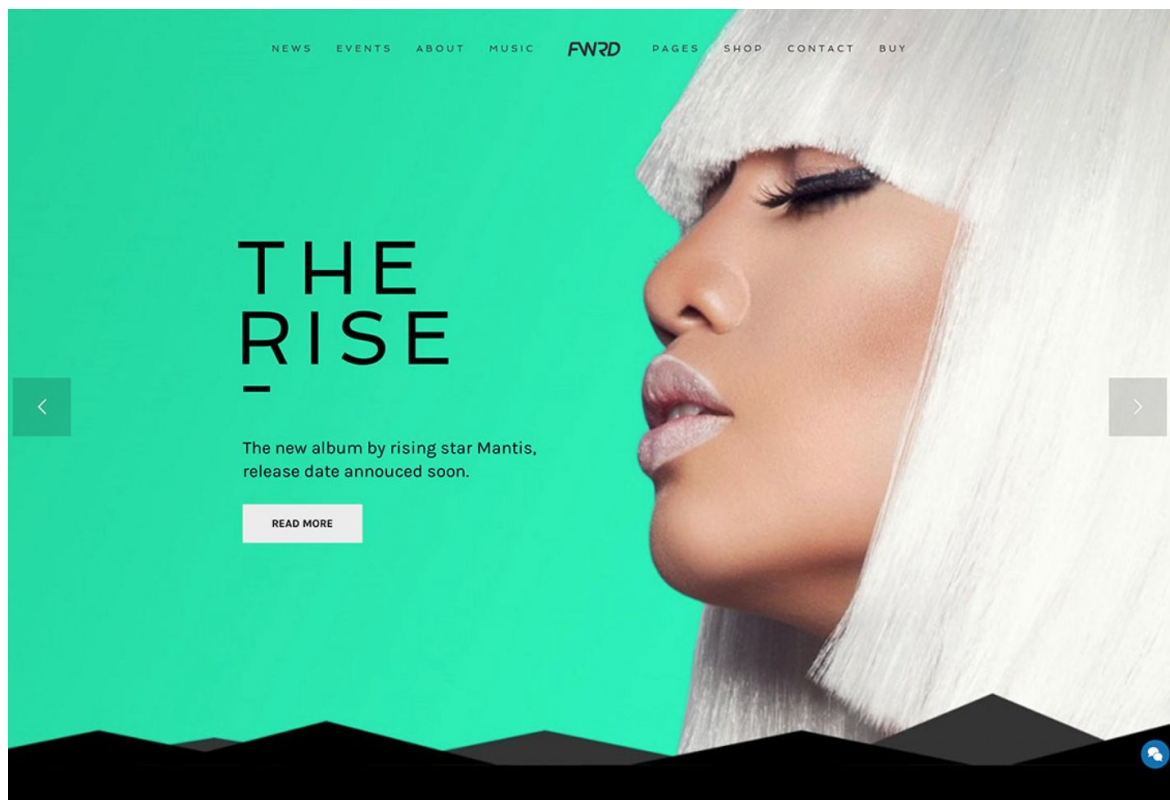 NEWS EVENTS ABOUT MUSIC FWRD PAGES SHOP CONTACT BUY
THE
RISE
The new album by rising star Mantis,
release date annouced soon.
READ MORE